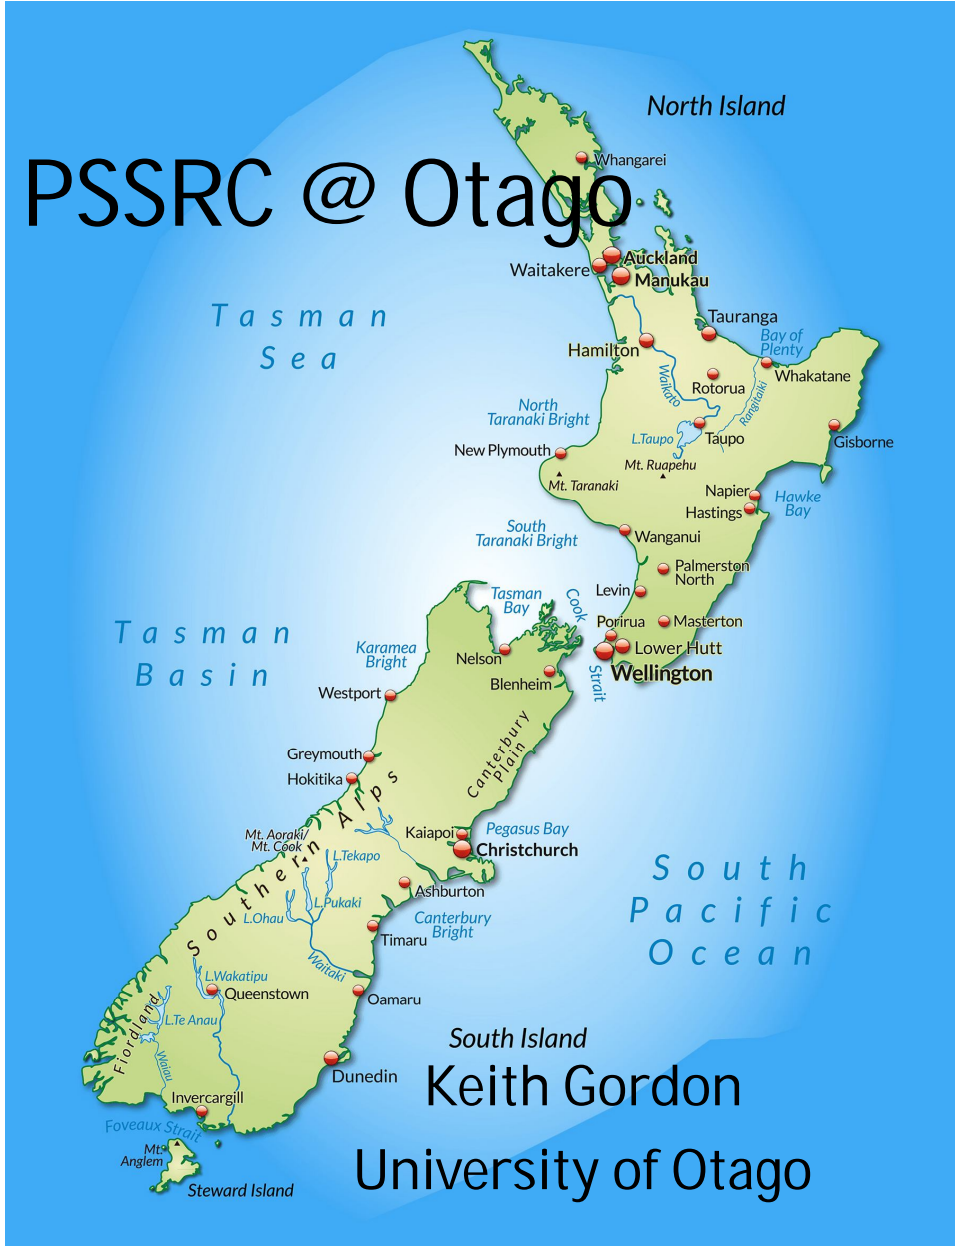 North Island
Whangarei
PSSRC @ Otago
Auckland
Waitakere
Manukau
Tasman
Sea
Tauranga
Bay of
Plenty
Hamilton
Whakatane
Waikato
Rotorua
Rangitaiki
North
Taranaki Bright
L.Taupo
Taupo
Gisborne
New Plymouth
Mt. Ruapehu
Mt. Taranaki
Napier
Hawke
Bay
Hastings
South
Taranaki Bright
Wanganui
Palmerston
North
Levin
Tasman
Bay
Cook
Strait
Porirua
Masterton
Tasman
Basin
Karamea
Bright
Nelson
Lower Hutt
Wellington
Blenheim
Westport
Canterbury
Plain
Greymouth
Hokitika
Southern Alps
Kaiapoi
Pegasus Bay
Mt. Aoraki/
Mt. Cook
Christchurch
L.Tekapo
South
Pacific
Ocean
Ashburton
L.Pukaki
L.Ohau
Canterbury
Bright
Timaru
Waitaki
L.Wakatipu
Queenstown
Oamaru
Fiordland
L.Te Anau
South Island
Waiau
Dunedin
Keith Gordon
Invercargill
Foveaux Strait
Mt.
Anglem
University of Otago
Steward Island